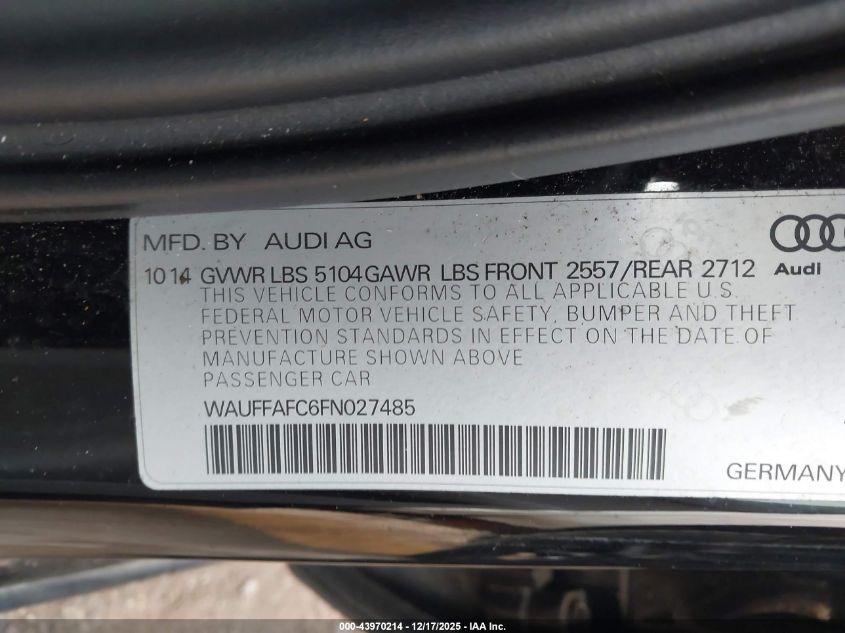 MFD. BY AUDI AG
10 14 GVWR LBS 5104 GAWR LBS FRONT 2557/REAR 2712
Audi
THIS VEHICLE CONFORMS TO ALL APPLICABLE U.S.
FEDERAL MOTOR VEHICLE SAFETY, BUMPER AND THEFT
PREVENTION STANDARDS IN EFFECT ON THE DATE OF
MANUFACTURE SHOWN ABOVE
PASSENGER CAR
WAUFFAFC6FN027485
GERMANY
000-43970214 - 12/17/2025 - IAA Inc.